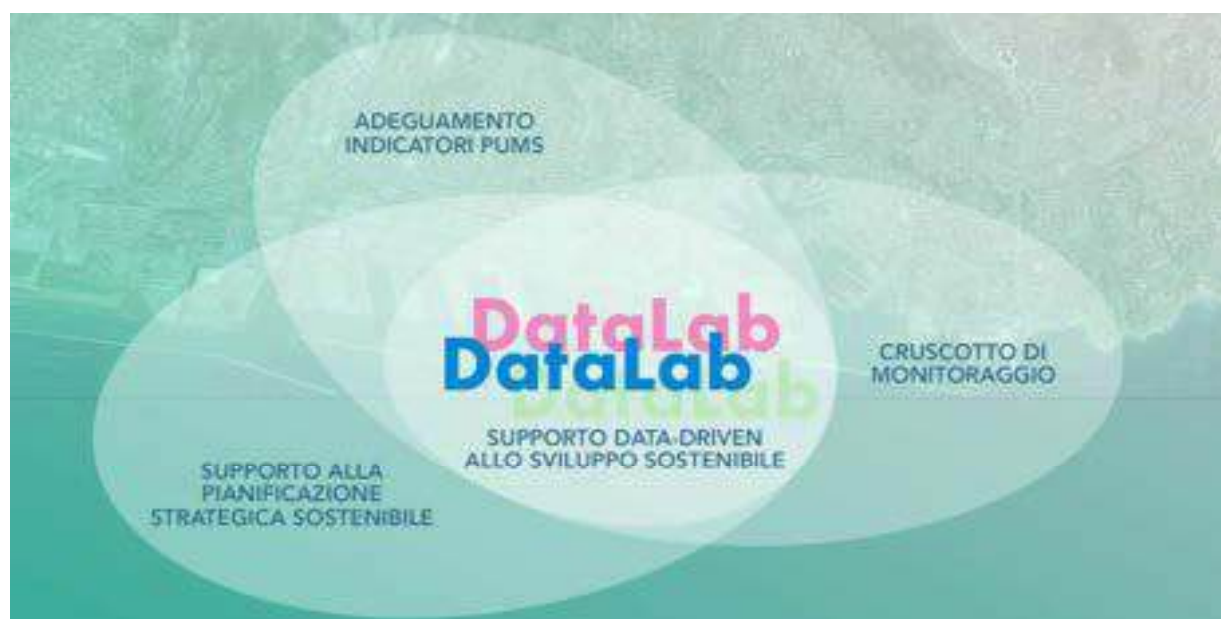 ADEGUAMENTO
INDICATORI PUMS
DataLab
DataLab
DataLab
CRUSCOTTO DI
MONITORAGGIO
SUPPORTO DATA-DRIVEN
ALLO SVILUPPO SOSTENIBILE
SUPPORTO ALLA
PIANIFICAZIONE
STRATEGICA SOSTENIBILE